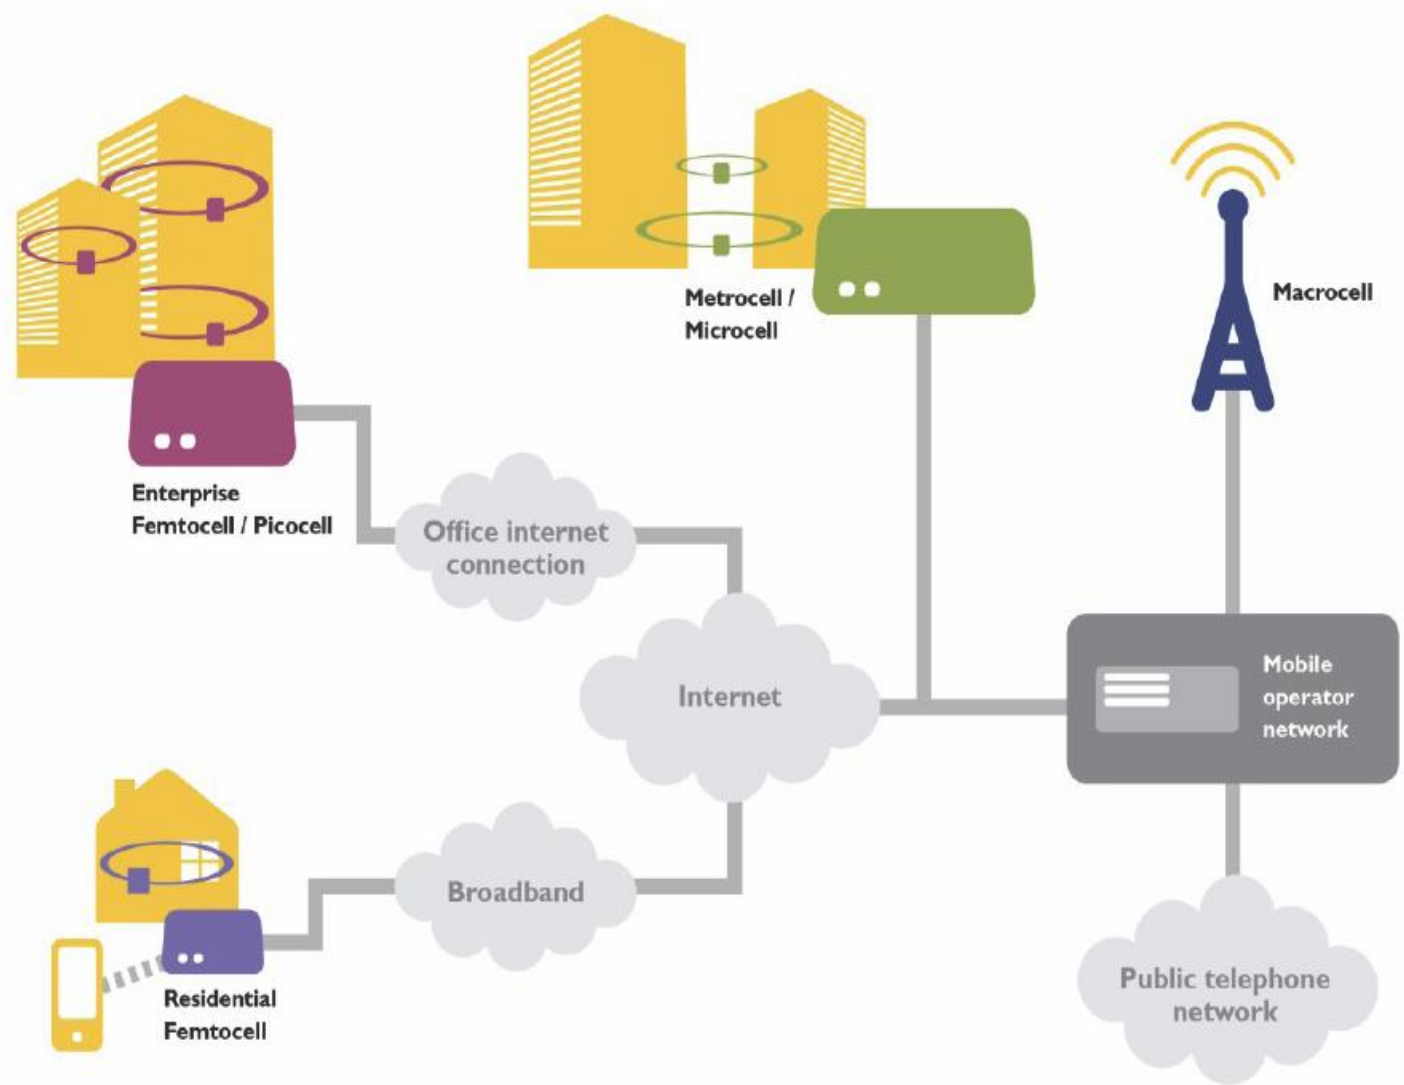 Metrocell /
Microcell
Macrocell
Enterprise
Femtocell / Picocell
Office internet
connection
Internet
Mobile
operator
network
Broadband
Residential
Femtocell
Public telephone
network